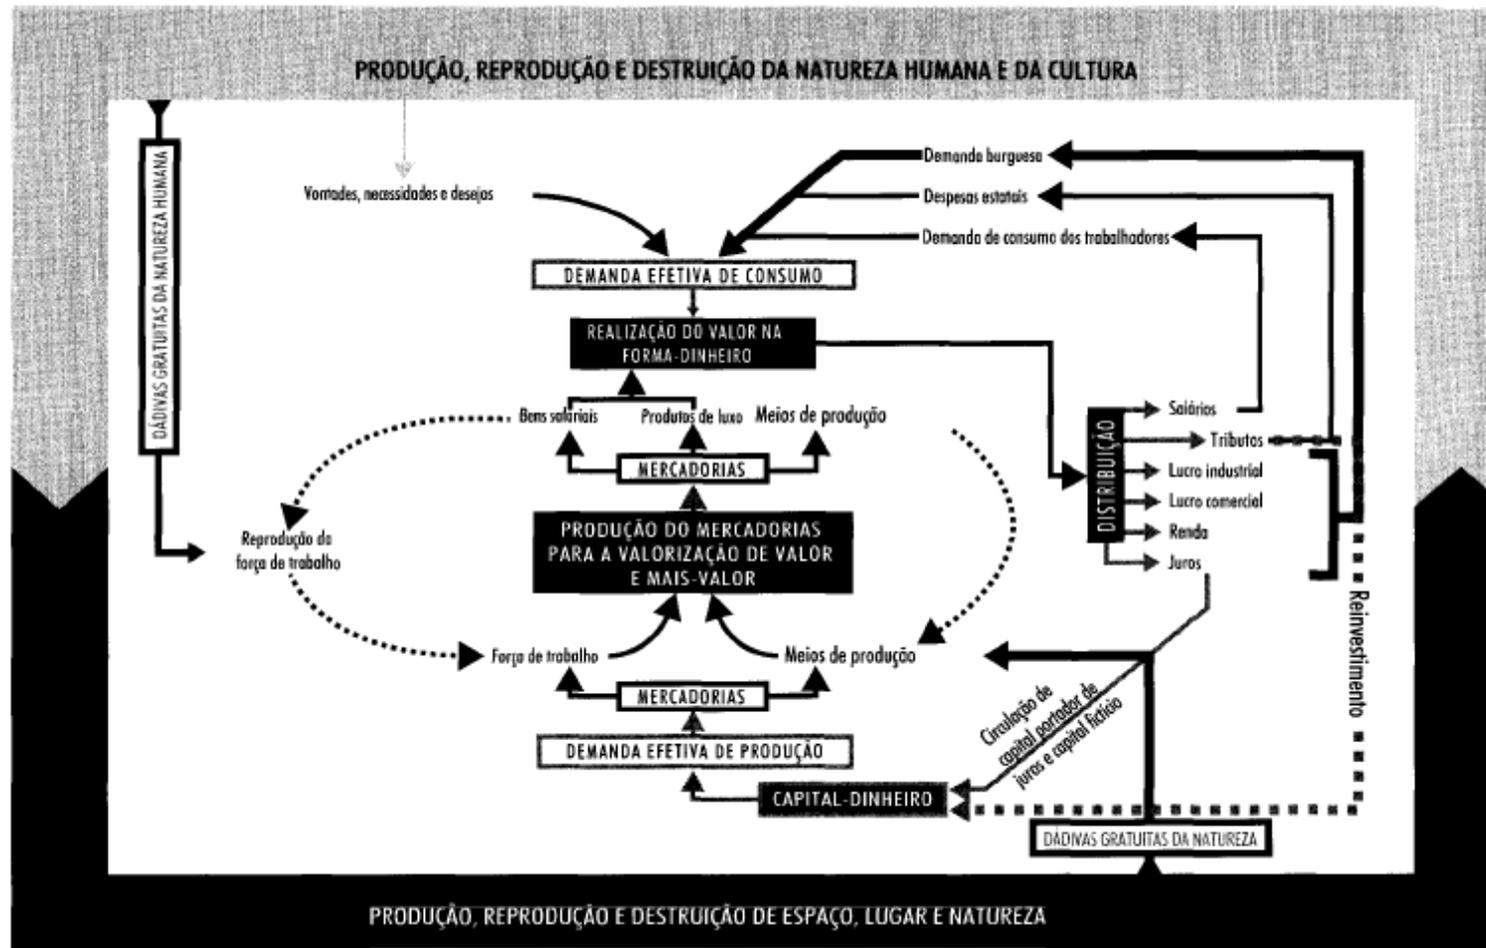 PRODUÇÃO, REPRODUÇÃO E DESTRUIÇÃO DA NATUREZA HUMANA E DA CULTURA
DÁDIVAS GRATUITAS DA NATUREZA HUMANA
Vontades, necessidades e desejos
Demanda burguesa
Despesas estatais
Demanda de consumo dos trabalhadores
DEMANDA EFETIVA DE CONSUMO
REALIZAÇÃO DO VALOR NA
FORMA-DINHEIRO
Bens salariais
Produtos de luxo
Meios de produção
MERCADORIAS
DISTRIBUIÇÃO
Salários
Tributos
Lucro industrial
Lucro comercial
Renda
Juros
PRODUÇÃO DO MERCADORIAS
PARA A VALORIZAÇÃO DE VALOR
E MAIS-VALOR
Reprodução da
força de trabalho
Força de trabalho
Meios de produção
MERCADORIAS
DEMANDA EFETIVA DE PRODUÇÃO
CAPITAL-DINHEIRO
Circulação de
capital portador de
juros e capital fictício
Reinvestimento
DÁDIVAS GRATUITAS DA NATUREZA
PRODUÇÃO, REPRODUÇÃO E DESTRUIÇÃO DE ESPAÇO, LUGAR E NATUREZA